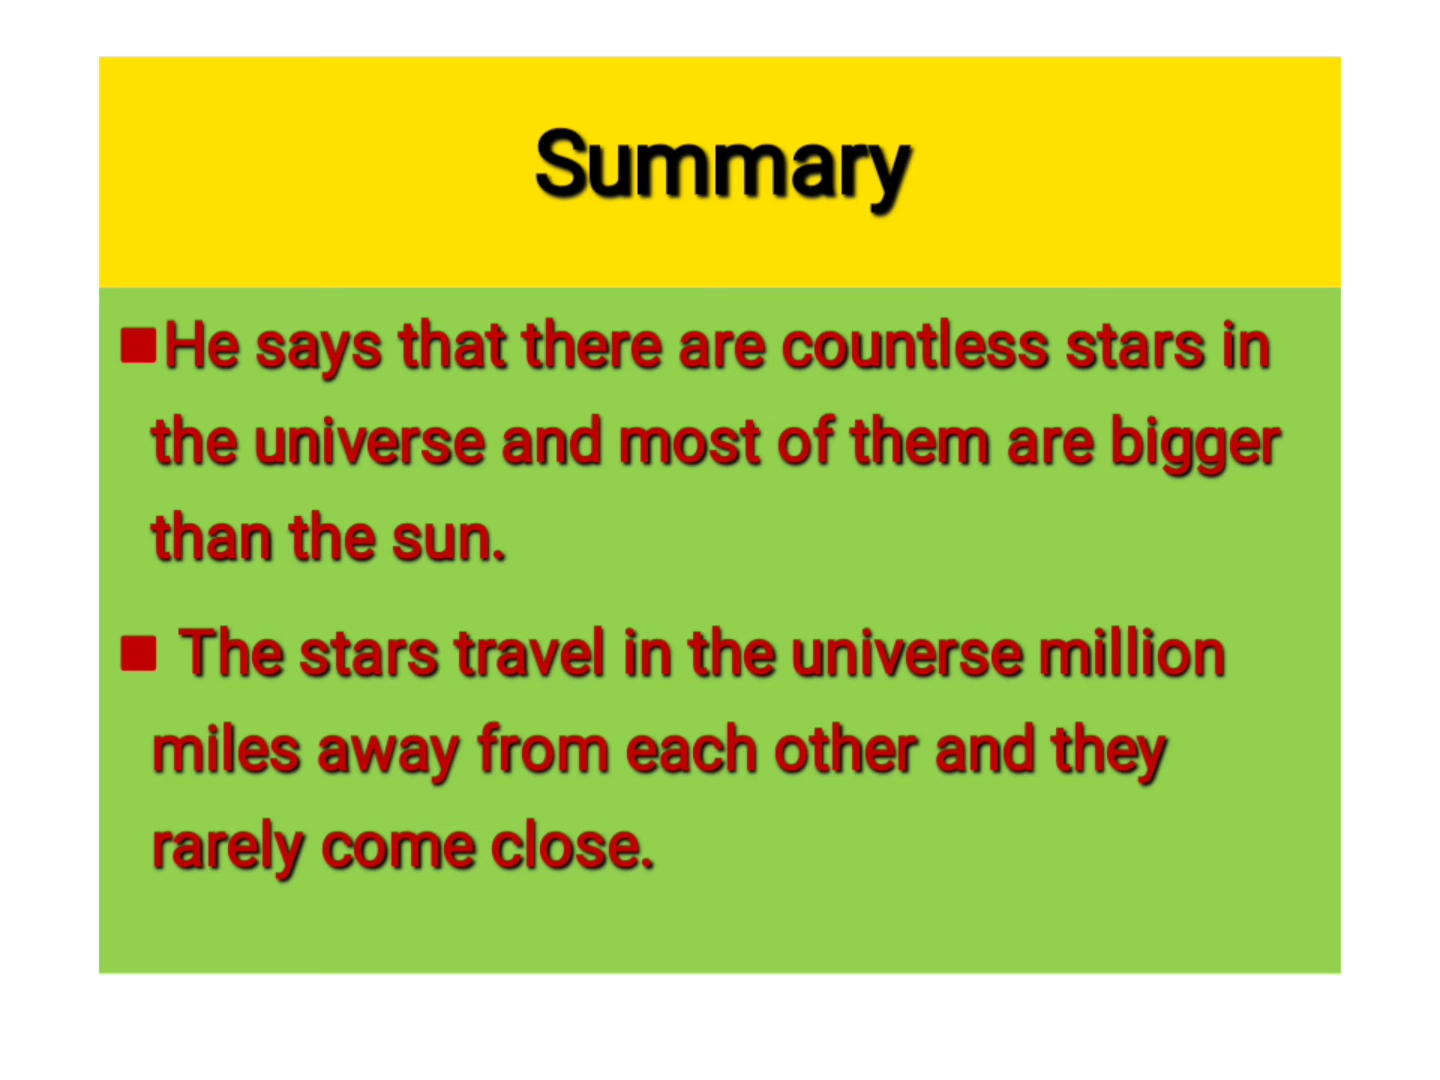 Summary
He says that there are countless stars in
the universe and most of them are bigger
than the sun.
The stars travel in the universe million
miles away from each other and they
rarely come close.